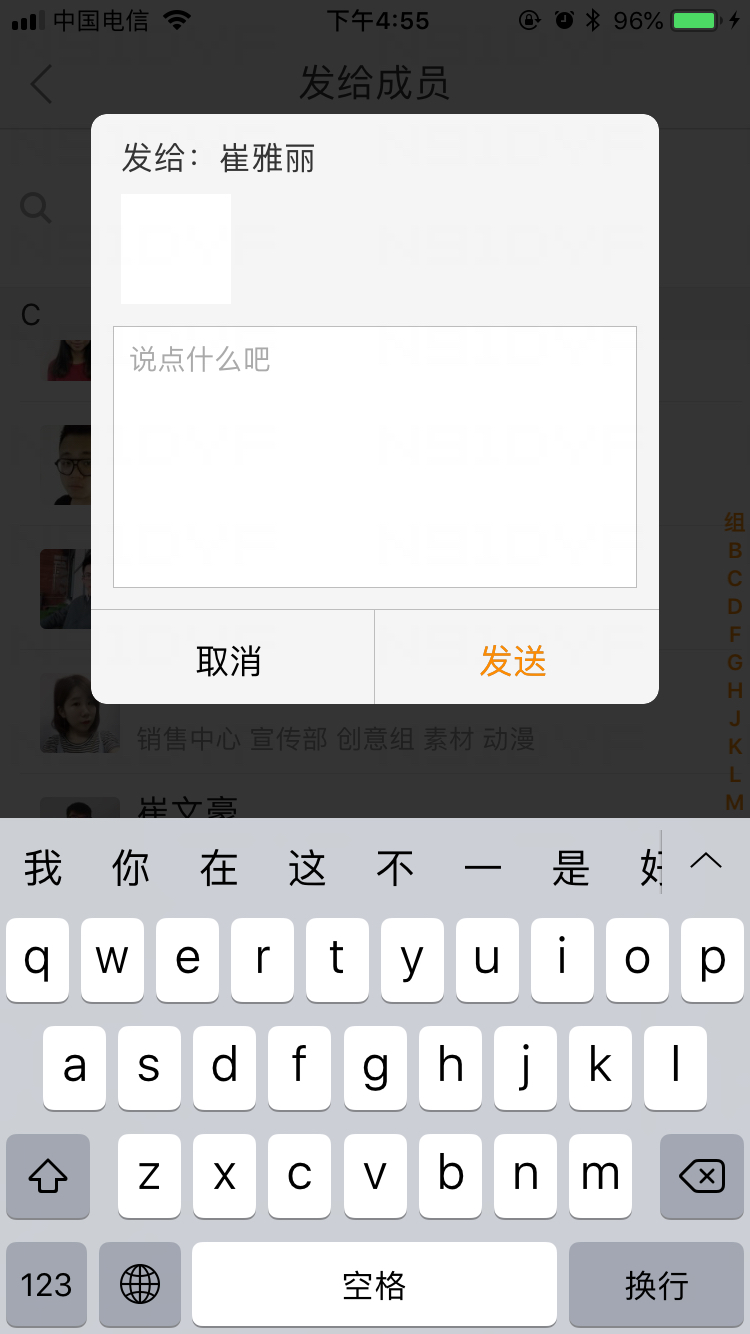 中国电信 下午4:55 96%
发给成员
发给：崔雅丽
C
说点什么吧
组
B
C
D
F
G
H
J
K
L
M
取消 发送
销售中心 宣传部 创意组 素材 动漫
崔文豪
我 你 在 这 不 一 是 好
q w e r t y u i o p
a s d f g h j k l
z x c v b n m
123 空格 换行